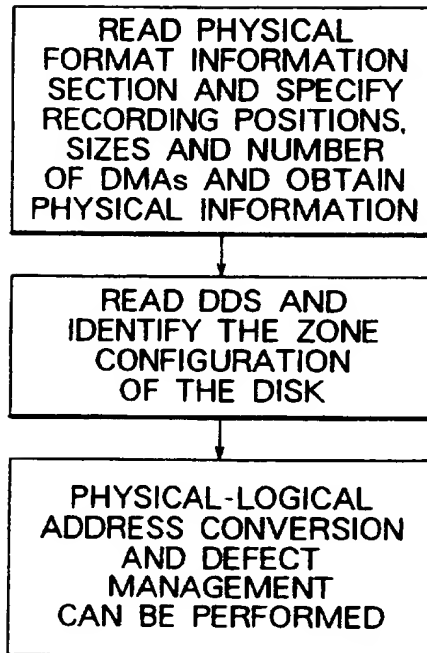 READ PHYSICAL
FORMAT INFORMATION
SECTION AND SPECIFY
RECORDING POSITIONS,
SIZES AND NUMBER
OF DMAs AND OBTAIN
PHYSICAL INFORMATION
READ DDS AND
IDENTIFY THE ZONE
CONFIGURATION
OF THE DISK
PHYSICAL-LOGICAL
ADDRESS CONVERSION
AND DEFECT
MANAGEMENT
CAN BE PERFORMED